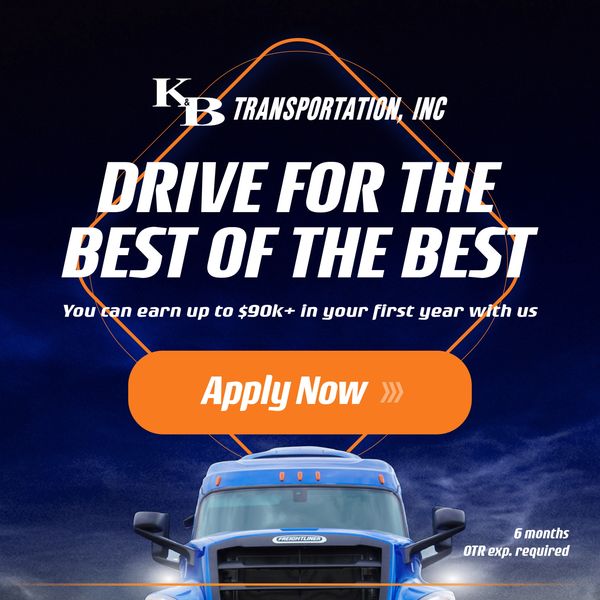 K&B TRANSPORTATION, INC
DRIVE FOR THE
BEST OF THE BEST
You can earn up to $90k+ in your first year with us
Apply Now
FREIGHTLINER
6 months
OTR exp. required